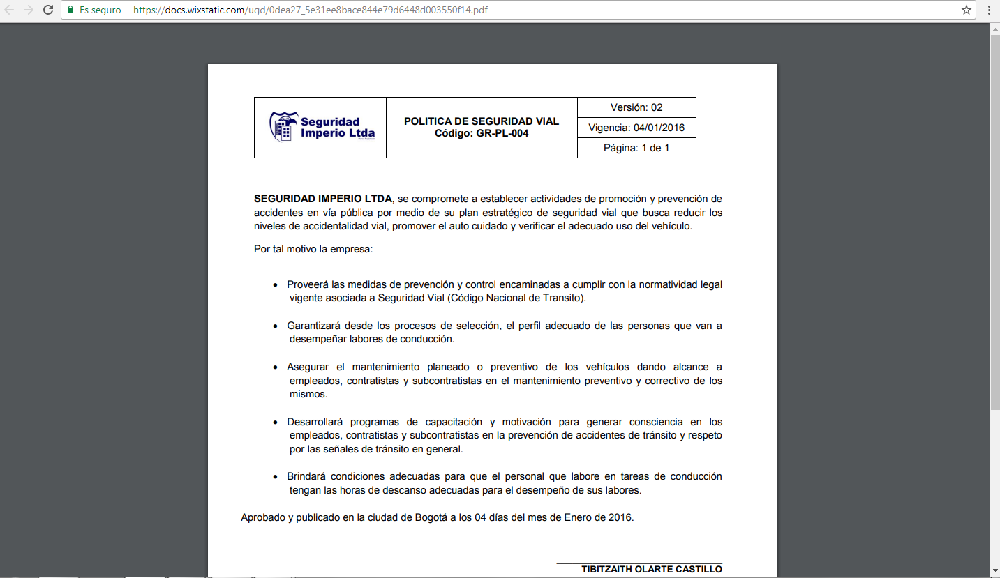 Es seguro
https://docs.wixstatic.com/ugd/0dea27_5e31ee8bace844e79d6448d003550f14.pdf
Seguridad
Imperio Ltda
POLITICA DE SEGURIDAD VIAL
Código: GR-PL-004
Versión: 02
Vigencia: 04/01/2016
Página: 1 de 1
SEGURIDAD IMPERIO LTDA, se compromete a establecer actividades de promoción y prevención de
accidentes en vía pública por medio de su plan estratégico de seguridad vial que busca reducir los
niveles de accidentalidad vial, promover el auto cuidado y verificar el adecuado uso del vehículo.
Por tal motivo la empresa:
• Proveerá las medidas de prevención y control encaminadas a cumplir con la normatividad legal
vigente asociada a Seguridad Vial (Código Nacional de Transito).
• Garantizará desde los procesos de selección, el perfil adecuado de las personas que van a
desempeñar labores de conducción.
• Asegurar el mantenimiento planeado o preventivo de los vehículos dando alcance a
empleados, contratistas y subcontratistas en el mantenimiento preventivo y correctivo de los
mismos.
• Desarrollará programas de capacitación y motivación para generar consciencia en los
empleados, contratistas y subcontratistas en la prevención de accidentes de tránsito y respeto
por las señales de tránsito en general.
• Brindará condiciones adecuadas para que el personal que labore en tareas de conducción
tengan las horas de descanso adecuadas para el desempeño de sus labores.
Aprobado y publicado en la ciudad de Bogotá a los 04 días del mes de Enero de 2016.
TIBITZAITH OLARTE CASTILLO